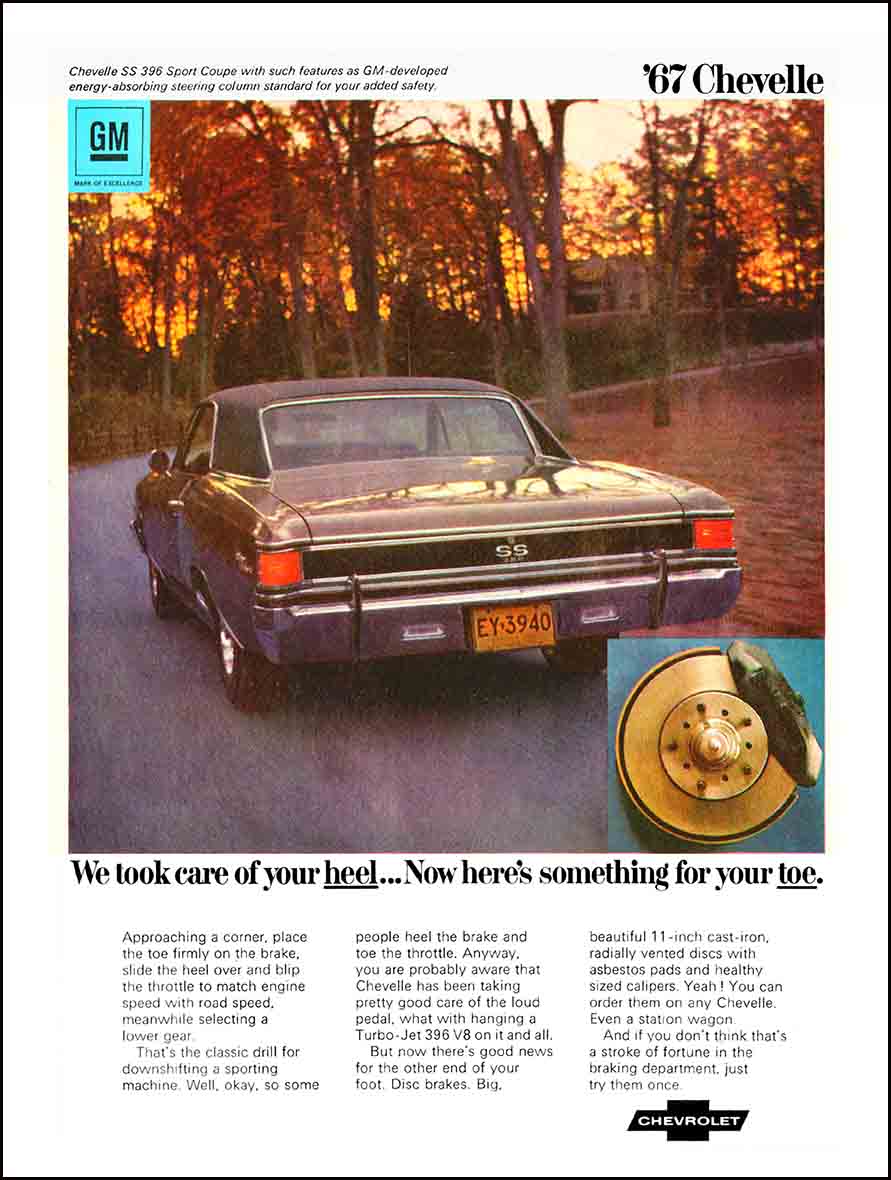 Chevelle SS 396 Sport Coupe with such features as GM-developed
energy-absorbing steering column standard for your added safety.
'67 Chevelle
GM
MARK OF EXCELLENCE
SS
EY•3940
We took care of your heel...Now here's something for your toe.
Approaching a corner, place
the toe firmly on the brake,
slide the heel over and blip
the throttle to match engine
speed with road speed,
meanwhile selecting a
lower gear.
That's the classic drill for
downshifting a sporting
machine. Well, okay, so some
people heel the brake and
toe the throttle. Anyway,
you are probably aware that
Chevelle has been taking
pretty good care of the loud
pedal, what with hanging a
Turbo-Jet 396 V8 on it and all.
But now there's good news
for the other end of your
foot. Disc brakes. Big,
beautiful 11-inch cast-iron,
radially vented discs with
asbestos pads and healthy
sized calipers. Yeah! You can
order them on any Chevelle.
Even a station wagon.
And if you don't think that's
a stroke of fortune in the
braking department, just
try them once.
CHEVROLET